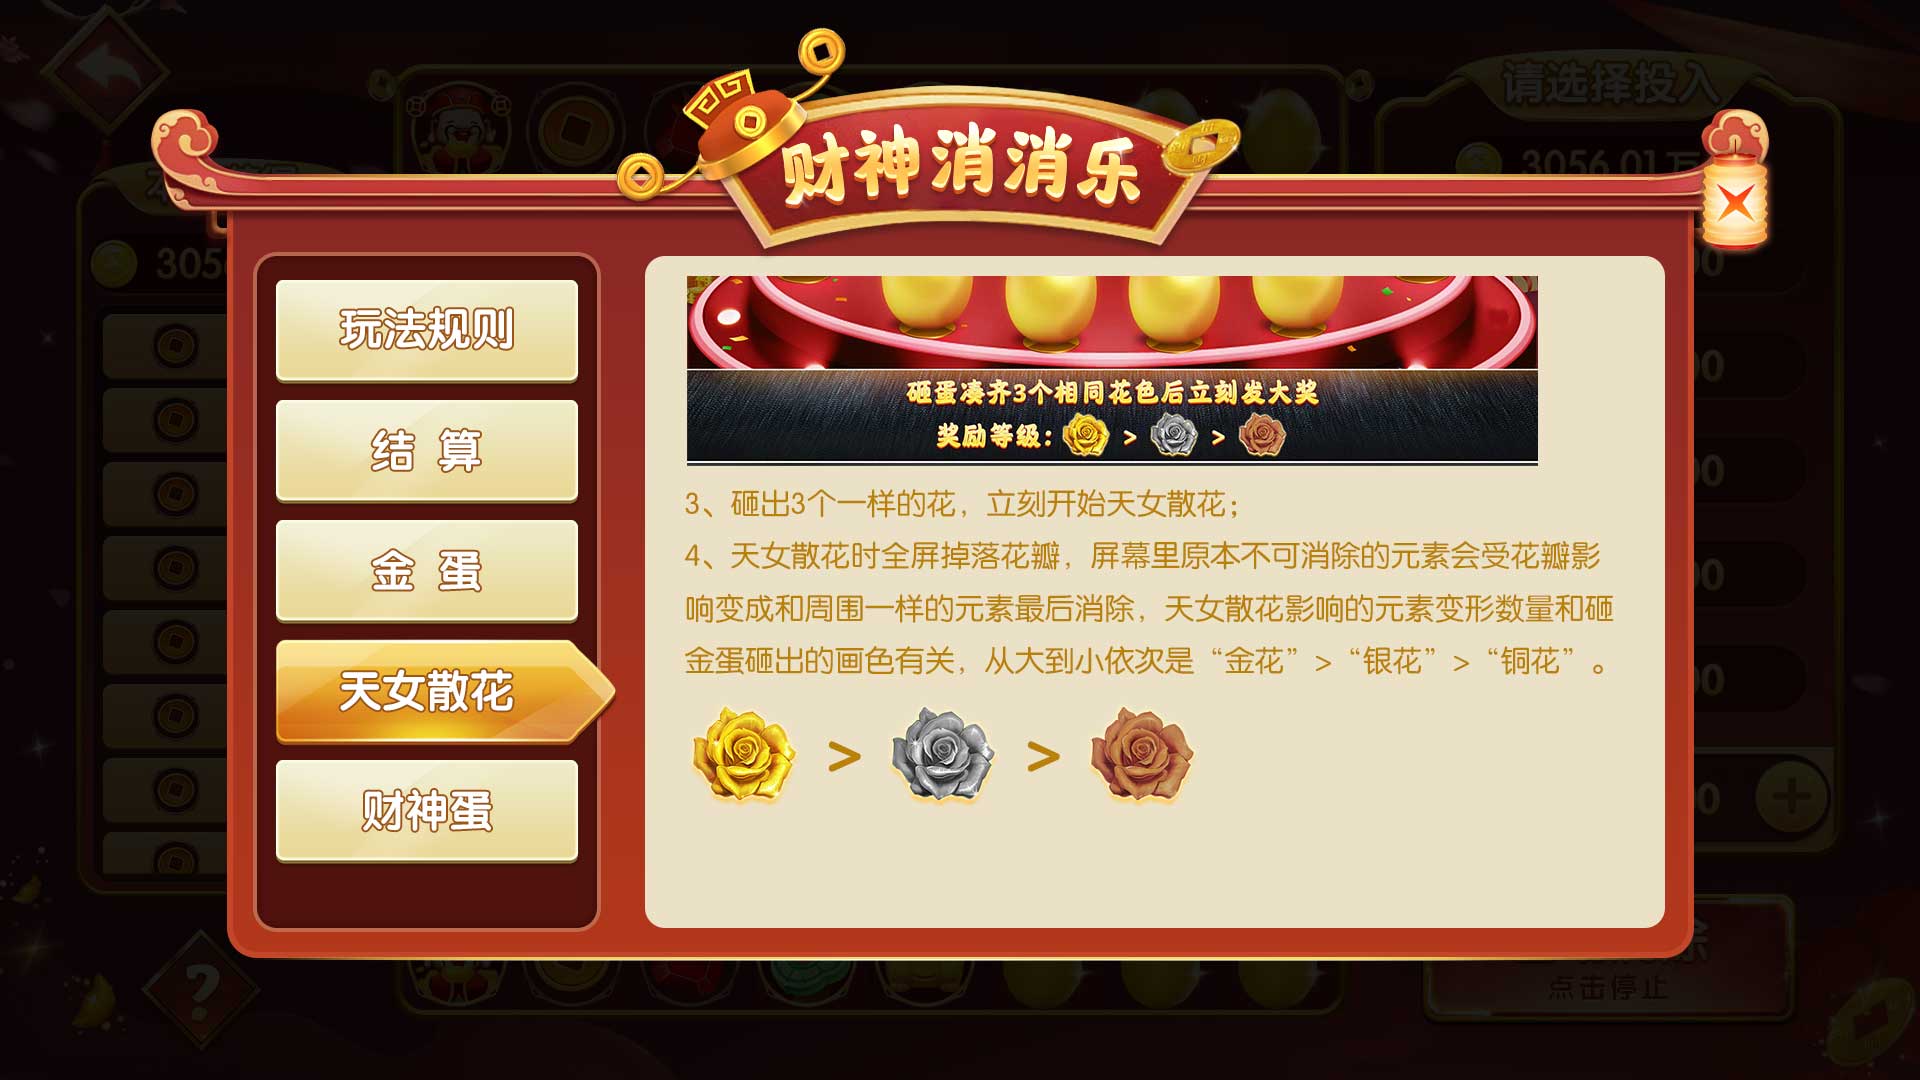 请选择投入
财神消消乐
3056.01万
3056
玩法规则
结 算
金 蛋
天女散花
财神蛋
砸蛋凑齐3个相同花色后立刻发大奖
奖励等级: > >
3、砸出3个一样的花，立刻开始天女散花；
4、天女散花时全屏掉落花瓣，屏幕里原本不可消除的元素会受花瓣影
响变成和周围一样的元素最后消除，天女散花影响的元素变形数量和砸
金蛋砸出的画色有关，从大到小依次是“金花”>“银花”>“铜花”。
> >
?
点击停止